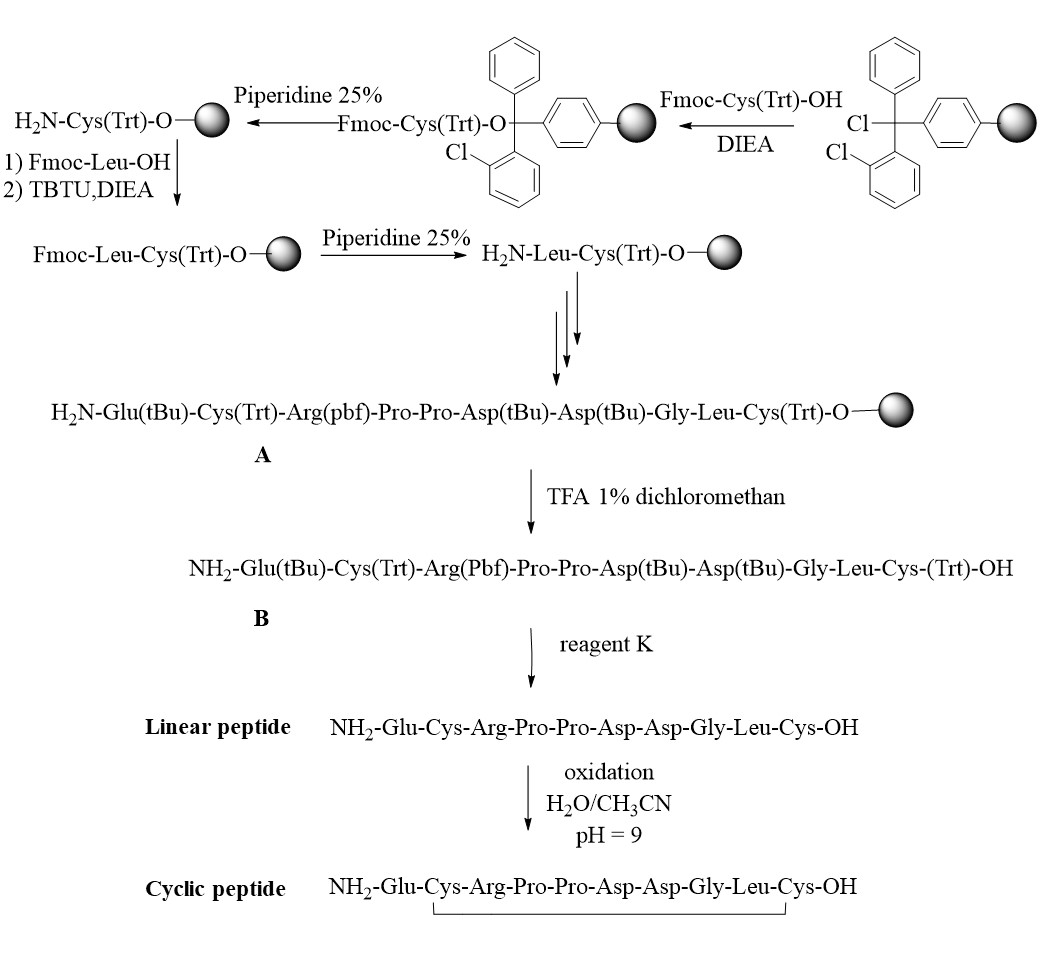 Piperidine 25%
Fmoc-Cys(Trt)-OH
H₂N-Cys(Trt)-O
Fmoc-Cys(Trt)-O
Cl
Cl
DIEA
Cl
Cl
1) Fmoc-Leu-OH
2) TBTU,DIEA
Fmoc-Leu-Cys(Trt)-O
Piperidine 25%
H₂N-Leu-Cys(Trt)-O
H₂N-Glu(tBu)-Cys(Trt)-Arg(pbf)-Pro-Pro-Asp(tBu)-Asp(tBu)-Gly-Leu-Cys(Trt)-O
A
TFA 1% dichloromethan
NH₂-Glu(tBu)-Cys(Trt)-Arg(Pbf)-Pro-Pro-Asp(tBu)-Asp(tBu)-Gly-Leu-Cys-(Trt)-OH
B
reagent K
Linear peptide NH₂-Glu-Cys-Arg-Pro-Pro-Asp-Asp-Gly-Leu-Cys-OH
oxidation
H₂O/CH₃CN
pH = 9
Cyclic peptide NH₂-Glu-Cys-Arg-Pro-Pro-Asp-Asp-Gly-Leu-Cys-OH